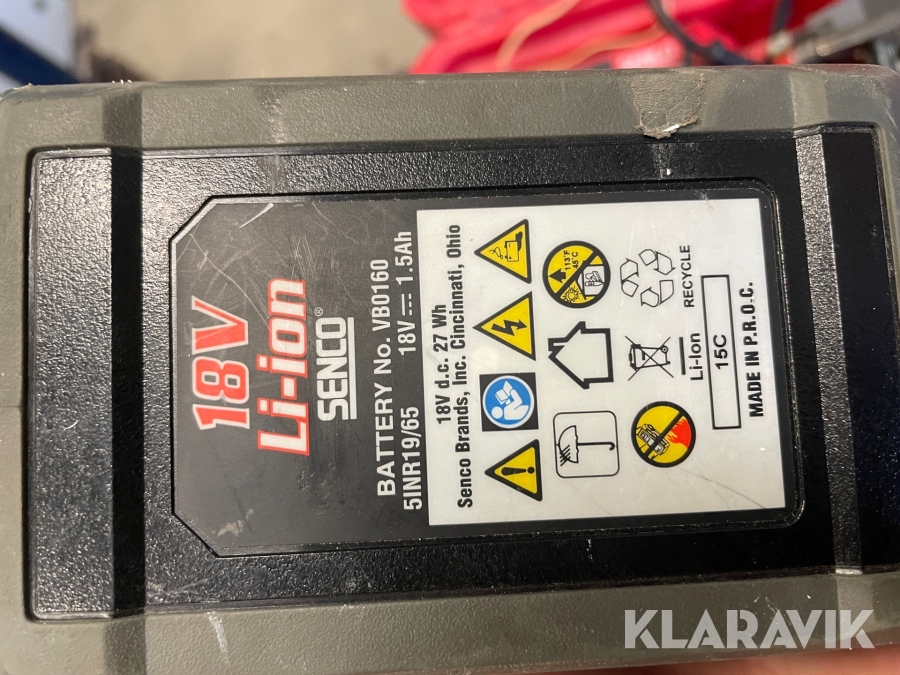 18V
Li-ion
SENCO®
BATTERY No. VB0160
5INR19/65 18V⎓ 1.5Ah
18V d.c. 27 Wh
Senco Brands, Inc. Cincinnati, Ohio
113°F
45°C
RECYCLE
Li-Ion
15C
MADE IN P.R.O.C.
KLARAVIK